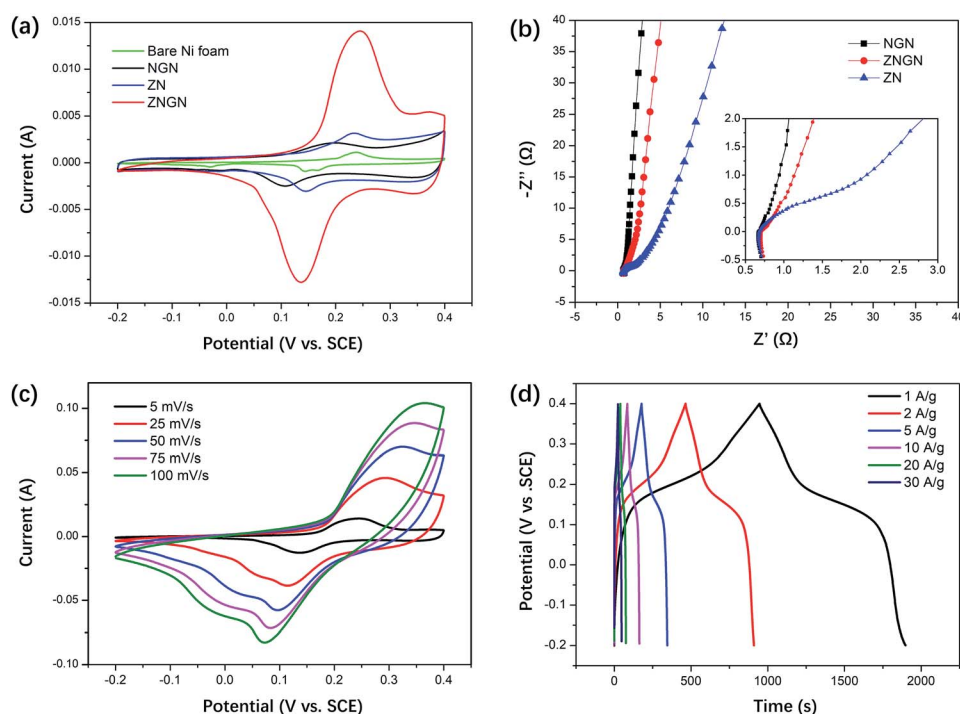 (a)
Bare Ni foam
NGN
ZN
ZNGN
0.015
0.010
0.005
0.000
-0.005
-0.010
-0.015
Current (A)
-0.2 -0.1 0.0 0.1 0.2 0.3 0.4
Potential (V vs. SCE)
(b)
NGN
ZNGN
ZN
40
35
30
25
20
15
10
5
0
-5
-Z'' (Ω)
-5 0 5 10 15 20 25 30 35 40
Z' (Ω)
2.0
1.5
1.0
0.5
0.0
-0.5
0.5 1.0 1.5 2.0 2.5 3.0
(c)
5 mV/s
25 mV/s
50 mV/s
75 mV/s
100 mV/s
0.10
0.05
0.00
-0.05
-0.10
Current (A)
-0.2 -0.1 0.0 0.1 0.2 0.3 0.4
Potential (V vs. SCE)
(d)
1 A/g
2 A/g
5 A/g
10 A/g
20 A/g
30 A/g
0.4
0.3
0.2
0.1
0.0
-0.1
-0.2
Potential (V vs .SCE)
0 500 1000 1500 2000
Time (s)